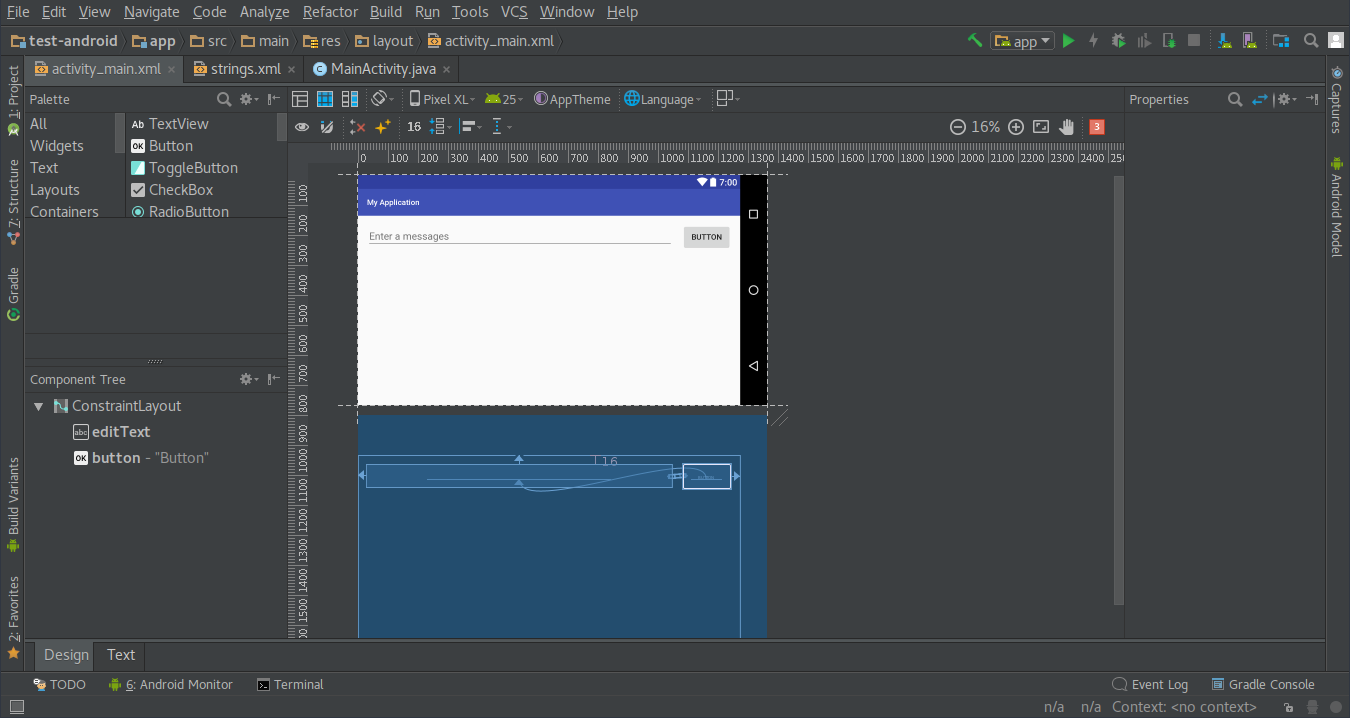 File Edit View Navigate Code Analyze Refactor Build Run Tools VCS Window Help
test-android app src main res layout activity_main.xml app
activity_main.xml strings.xml MainActivity.java
1: Project
7: Structure
Gradle
Build Variants
2: Favorites
Palette
All
Widgets
Text
Layouts
Containers
Ab TextView
OK Button
ToggleButton
CheckBox
RadioButton
Component Tree
ConstraintLayout
abc editText
OK button - "Button"
Pixel XL 25 AppTheme Language
16 16% 3
0 100 200 300 400 500 600 700 800 900 1000 1100 1200 1300 1400 1500 1600 1700 1800 1900 2000 2100 2200 2300 2400
100
200
300
400
500
600
700
800
900
1000
1100
1200
1300
1400
1500
7:00
My Application
Enter a messages BUTTON
16
Properties
Captures
Android Model
Design Text
TODO 6: Android Monitor Terminal Event Log Gradle Console
n/a n/a Context: <no context>